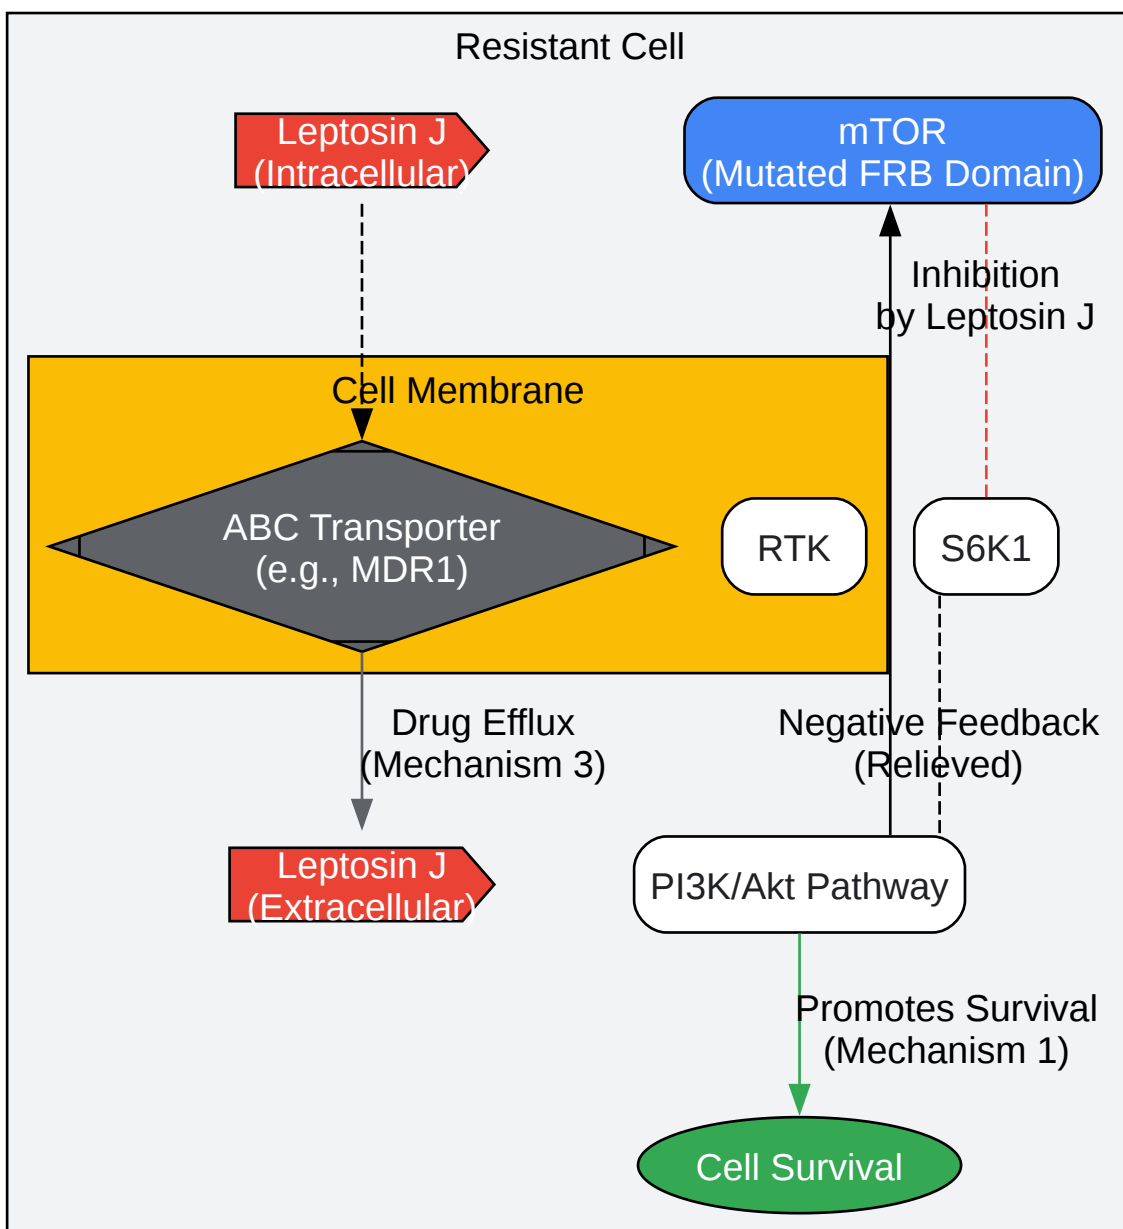 Resistant Cell
Leptosin J
(Intracellular)
mTOR
(Mutated FRB Domain)
Inhibition
by Leptosin J
Cell Membrane
ABC Transporter
(e.g., MDR1)
RTK
S6K1
Drug Efflux
(Mechanism 3)
Negative Feedback
(Relieved)
Leptosin J
(Extracellular)
PI3K/Akt Pathway
Promotes Survival
(Mechanism 1)
Cell Survival